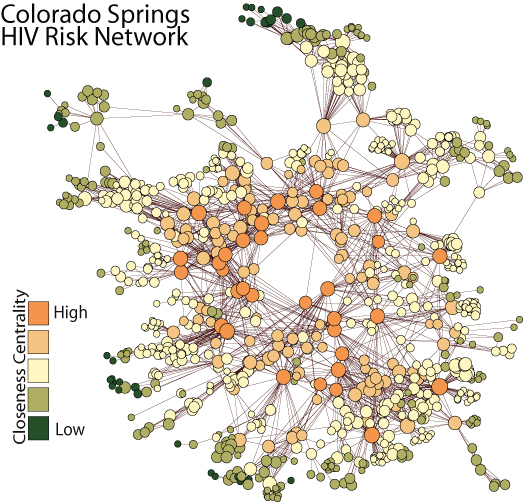 Colorado Springs
HIV Risk Network
Closeness Centrality
High
Low